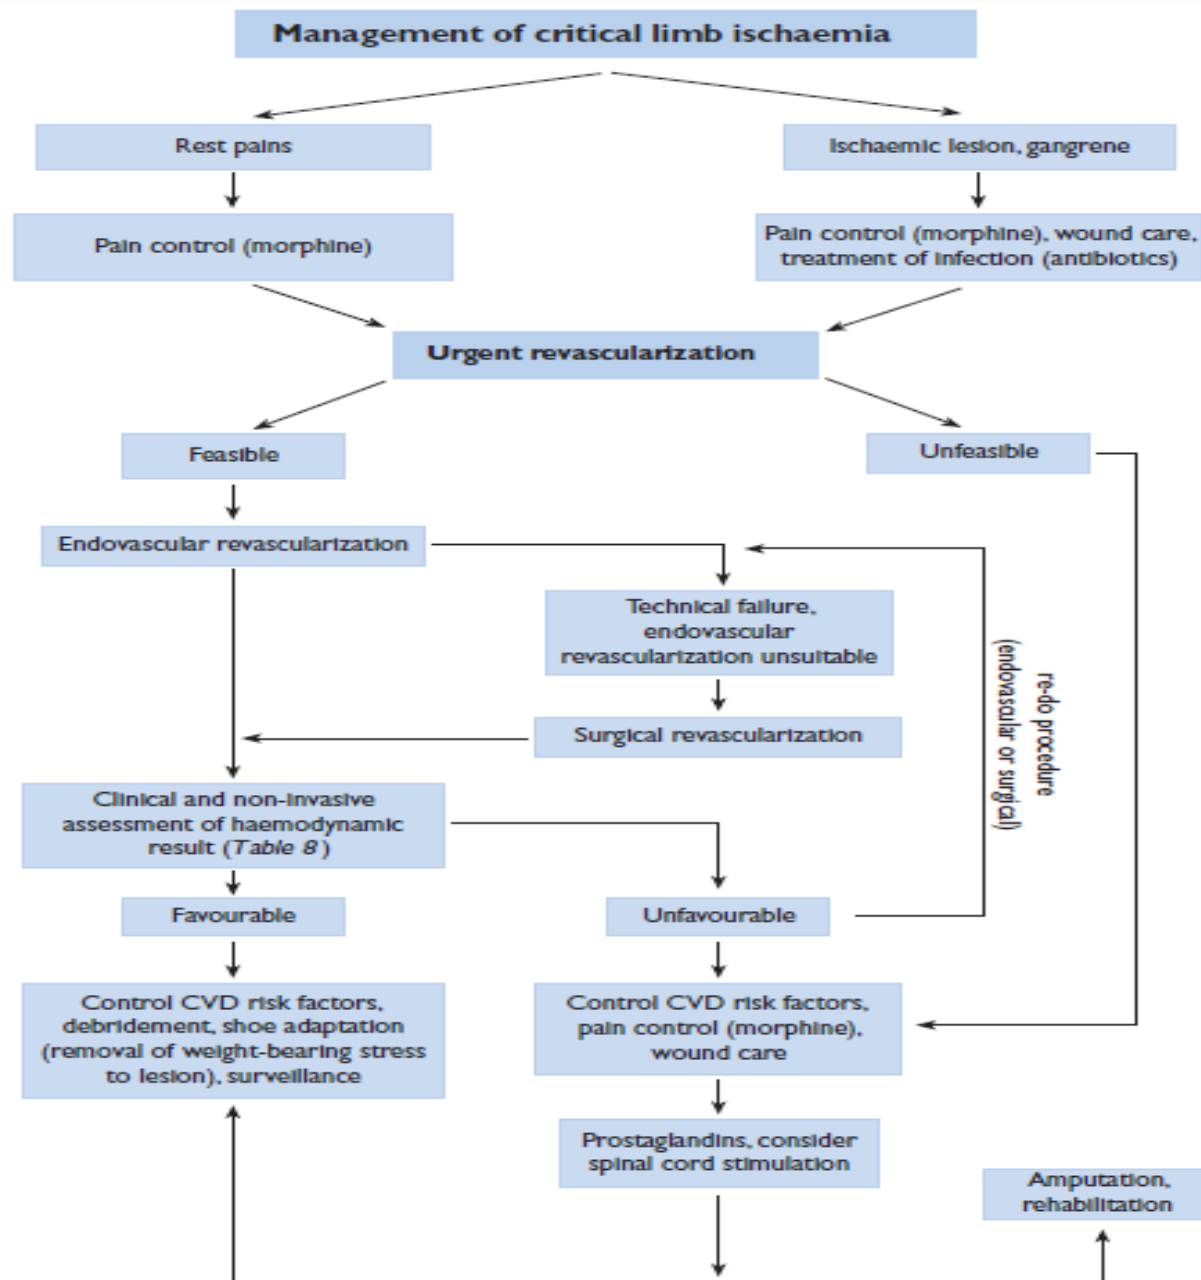 Management of critical limb ischaemia
Rest pains
Ischaemic lesion, gangrene
Pain control (morphine)
Pain control (morphine), wound care,
treatment of infection (antibiotics)
Urgent revascularization
Feasible
Unfeasible
Endovascular revascularization
Technical failure,
endovascular
revascularization unsuitable
re-do procedure
(endovascular or surgical)
Surgical revascularization
Clinical and non-invasive
assessment of haemodynamic
result (Table 8)
Favourable
Unfavourable
Control CVD risk factors,
debridement, shoe adaptation
(removal of weight-bearing stress
to lesion), surveillance
Control CVD risk factors,
pain control (morphine),
wound care
Prostaglandins, consider
spinal cord stimulation
Amputation,
rehabilitation